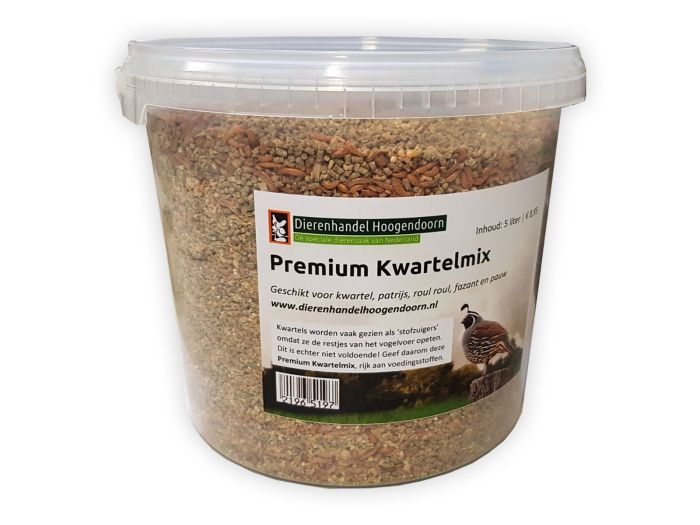 Dierenhandel Hoogendoorn
De speciale dierenzaak van Nederland
Inhoud: 5 liter | € 8,95
Premium Kwartelmix
Geschikt voor kwartel, patrijs, roul roul, fazant en pauw
www.dierenhandelhoogendoorn.nl
Kwartels worden vaak gezien als 'stofzuigers'
omdat ze de restjes van het vogelvoer opeten.
Dit is echter niet voldoende! Geef daarom deze
Premium Kwartelmix, rijk aan voedingsstoffen.
2196 5197